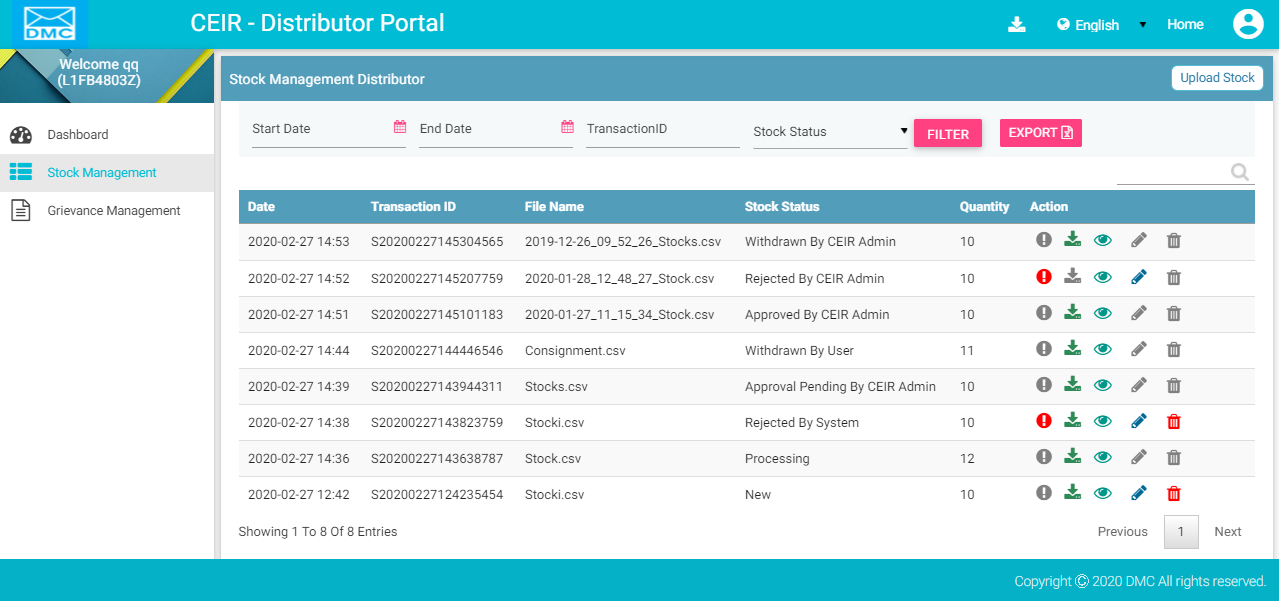 DMC
CEIR - Distributor Portal
English Home
Welcome qq
(L1FB4803Z)
Dashboard
Stock Management
Grievance Management
Stock Management Distributor
Upload Stock
Start Date End Date TransactionID Stock Status FILTER EXPORT
Date Transaction ID File Name Stock Status Quantity Action
2020-02-27 14:53 S20200227145304565 2019-12-26_09_52_26_Stocks.csv Withdrawn By CEIR Admin 10
2020-02-27 14:52 S20200227145207759 2020-01-28_12_48_27_Stock.csv Rejected By CEIR Admin 10
2020-02-27 14:51 S20200227145101183 2020-01-27_11_15_34_Stock.csv Approved By CEIR Admin 10
2020-02-27 14:44 S20200227144446546 Consignment.csv Withdrawn By User 11
2020-02-27 14:39 S20200227143944311 Stocks.csv Approval Pending By CEIR Admin 10
2020-02-27 14:38 S20200227143823759 Stocki.csv Rejected By System 10
2020-02-27 14:36 S20200227143638787 Stock.csv Processing 12
2020-02-27 12:42 S20200227124235454 Stocki.csv New 10
Showing 1 To 8 Of 8 Entries
Previous 1 Next
Copyright © 2020 DMC All rights reserved.